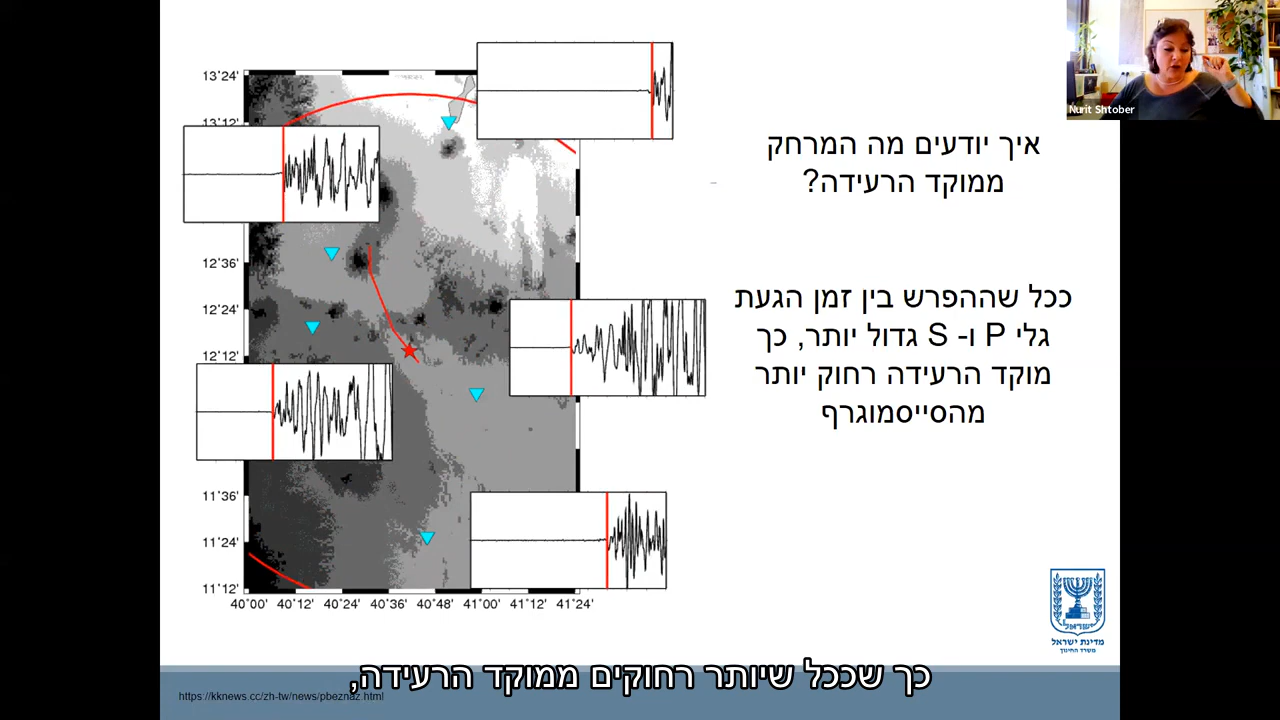 Nurit Shtober
איך יודעים מה המרחק
ממוקד הרעידה?
ככל שההפרש בין זמן הגעת
גלי P ו- S גדול יותר, כך
מוקד הרעידה רחוק יותר
מהסייסמוגרף
13°24'
13°12'
12°36'
12°24'
12°12'
11°36'
11°24'
11°12'
40°00' 40°12' 40°24' 40°36' 40°48' 41°00' 41°12' 41°24'
ישראל
מדינת ישראל
משרד החינוך
כך שככל שיותר רחוקים ממוקד הרעידה,
https://kknews.cc/zh-tw/news/pbeznaz.html